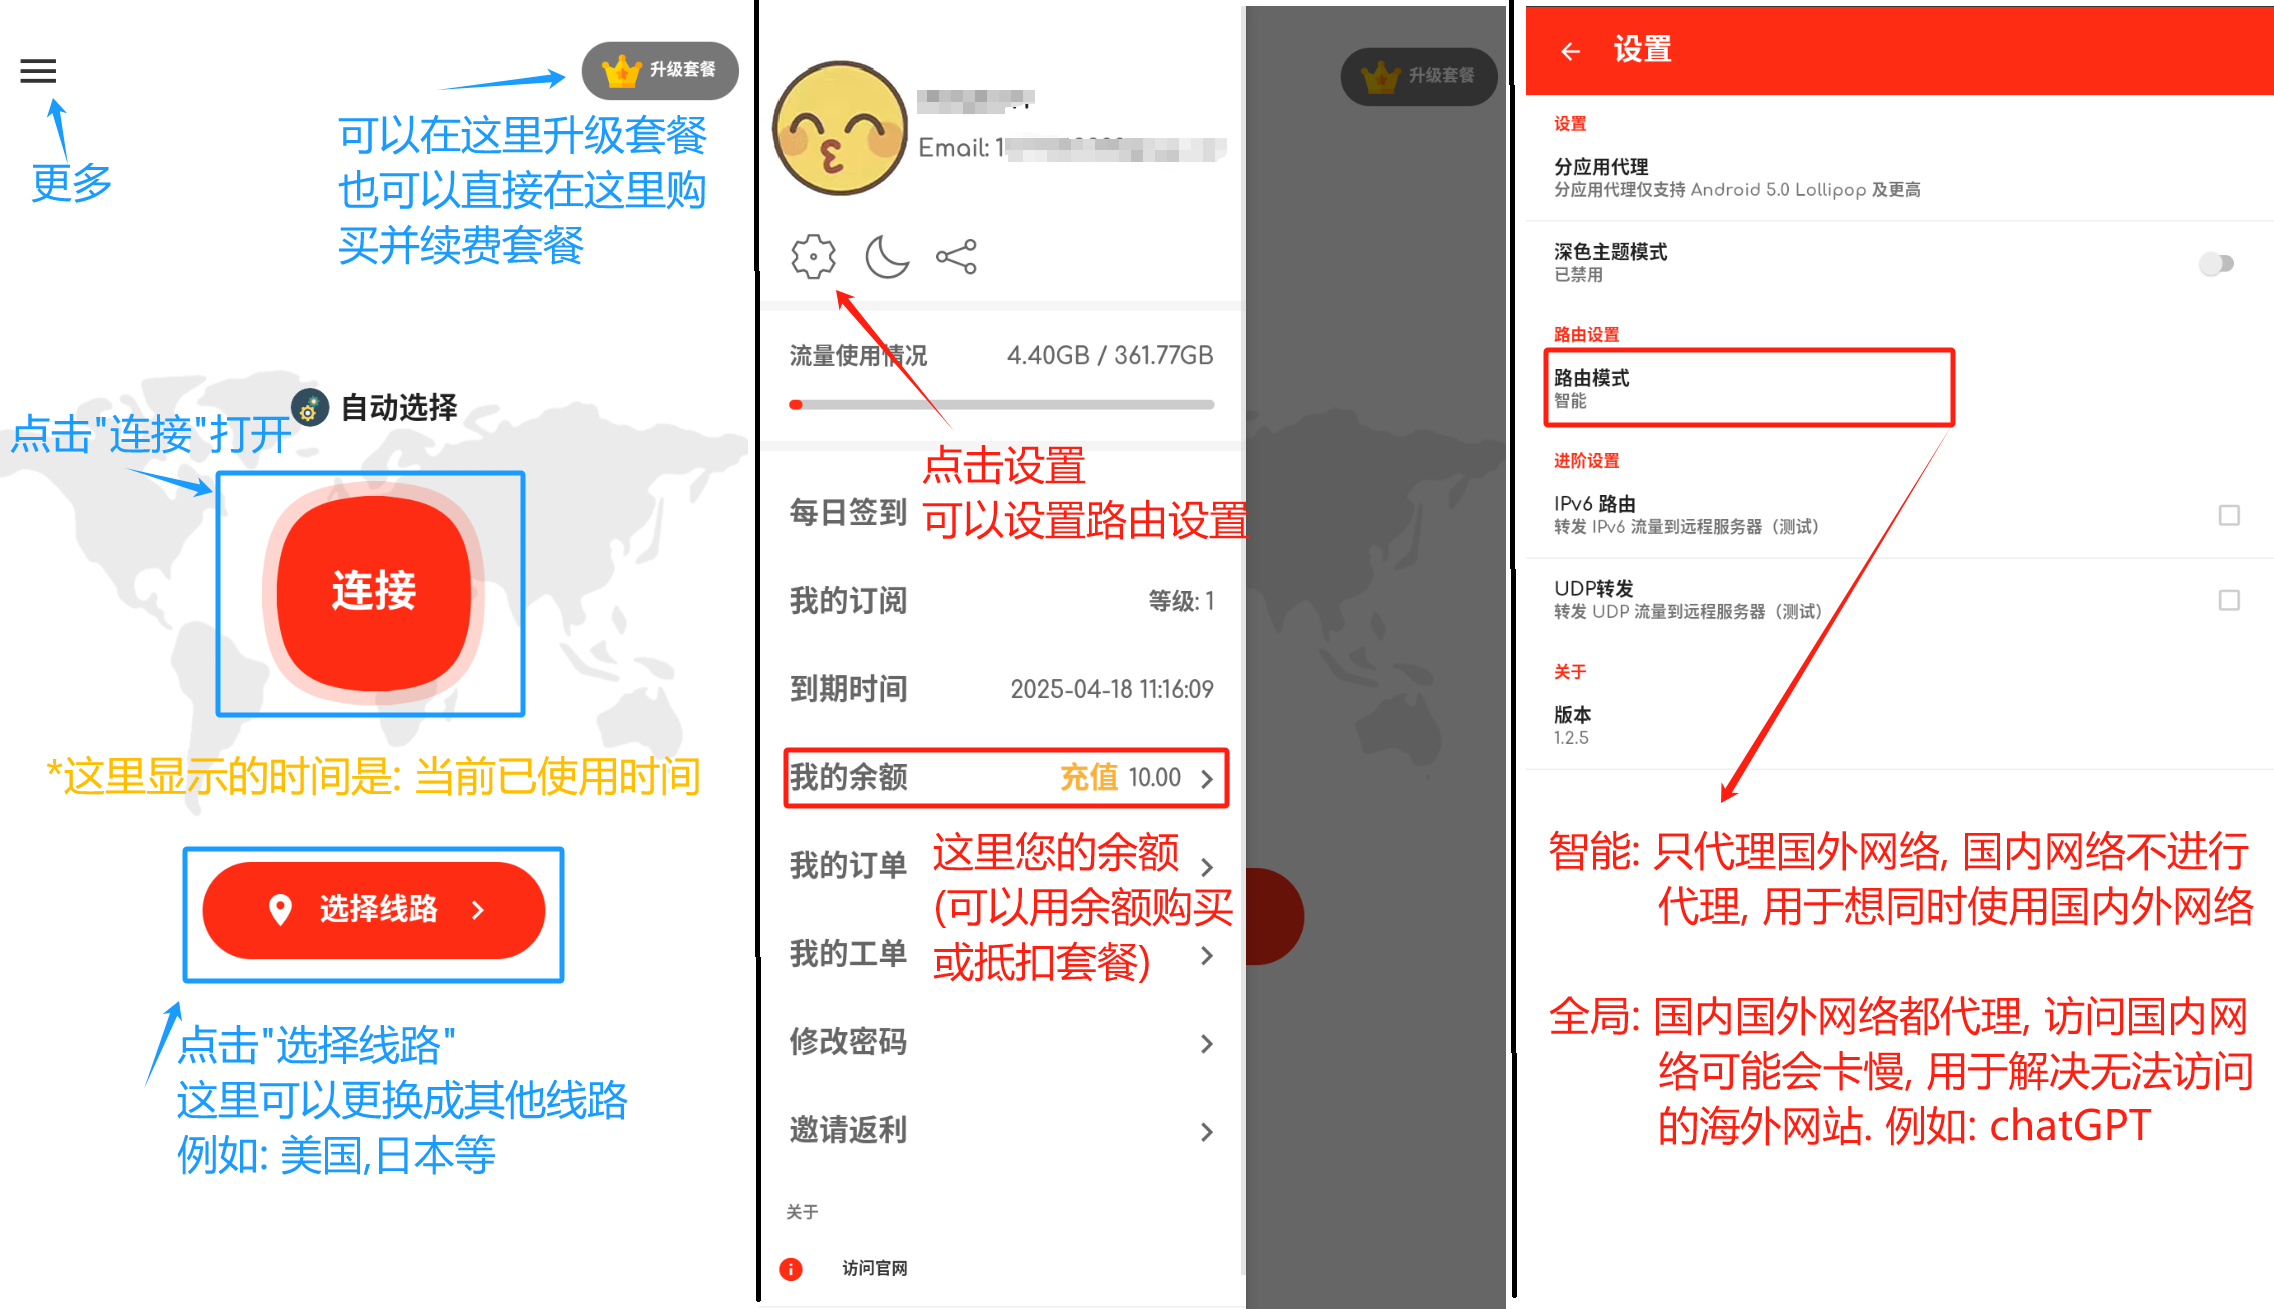 升级套餐
可以在这里升级套餐
也可以直接在这里购
买并续费套餐
更多
自动选择
点击"连接"打开
连接
*这里显示的时间是: 当前已使用时间
选择线路
点击"选择线路"
这里可以更换成其他线路
例如: 美国,日本等
升级套餐
Email: 1
流量使用情况 4.40GB / 361.77GB
点击设置
可以设置路由设置
每日签到
我的订阅 等级: 1
到期时间 2025-04-18 11:16:09
我的余额 充值 10.00
这里您的余额
(可以用余额购买
或抵扣套餐)
我的订单
我的工单
修改密码
邀请返利
关于
访问官网
设置
设置
分应用代理
分应用代理仅支持 Android 5.0 Lollipop 及更高
深色主题模式
已禁用
路由设置
路由模式
智能
进阶设置
IPv6 路由
转发 IPv6 流量到远程服务器（测试）
UDP转发
转发 UDP 流量到远程服务器（测试）
关于
版本
1.2.5
智能: 只代理国外网络, 国内网络不进行
代理, 用于想同时使用国内外网络
全局: 国内国外网络都代理, 访问国内网
络可能会卡慢, 用于解决无法访问
的海外网站. 例如: chatGPT